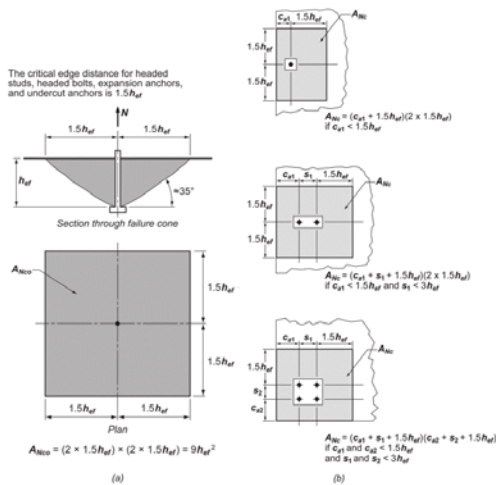 The critical edge distance for headed
studs, headed bolts, expansion anchors,
and undercut anchors is 1.5hef
N
1.5hef 1.5hef
hef
≈35°
Section through failure cone
ANco
1.5hef
1.5hef
1.5hef 1.5hef
Plan
ANco = (2 x 1.5hef) x (2 x 1.5hef) = 9hef²
(a)
ca1 1.5hef
ANc
1.5hef
1.5hef
ANc = (ca1 + 1.5hef)(2 x 1.5hef)
if ca1 < 1.5hef
ca1 s1 1.5hef
ANc
1.5hef
1.5hef
ANc = (ca1 + s1 + 1.5hef)(2 x 1.5hef)
if ca1 < 1.5hef and s1 < 3hef
ca1 s1 1.5hef
ANc
1.5hef
s2
ca2
ANc = (ca1 + s1 + 1.5hef)(ca2 + s2 + 1.5hef)
if ca1 and ca2 < 1.5hef
and s1 and s2 < 3hef
(b)